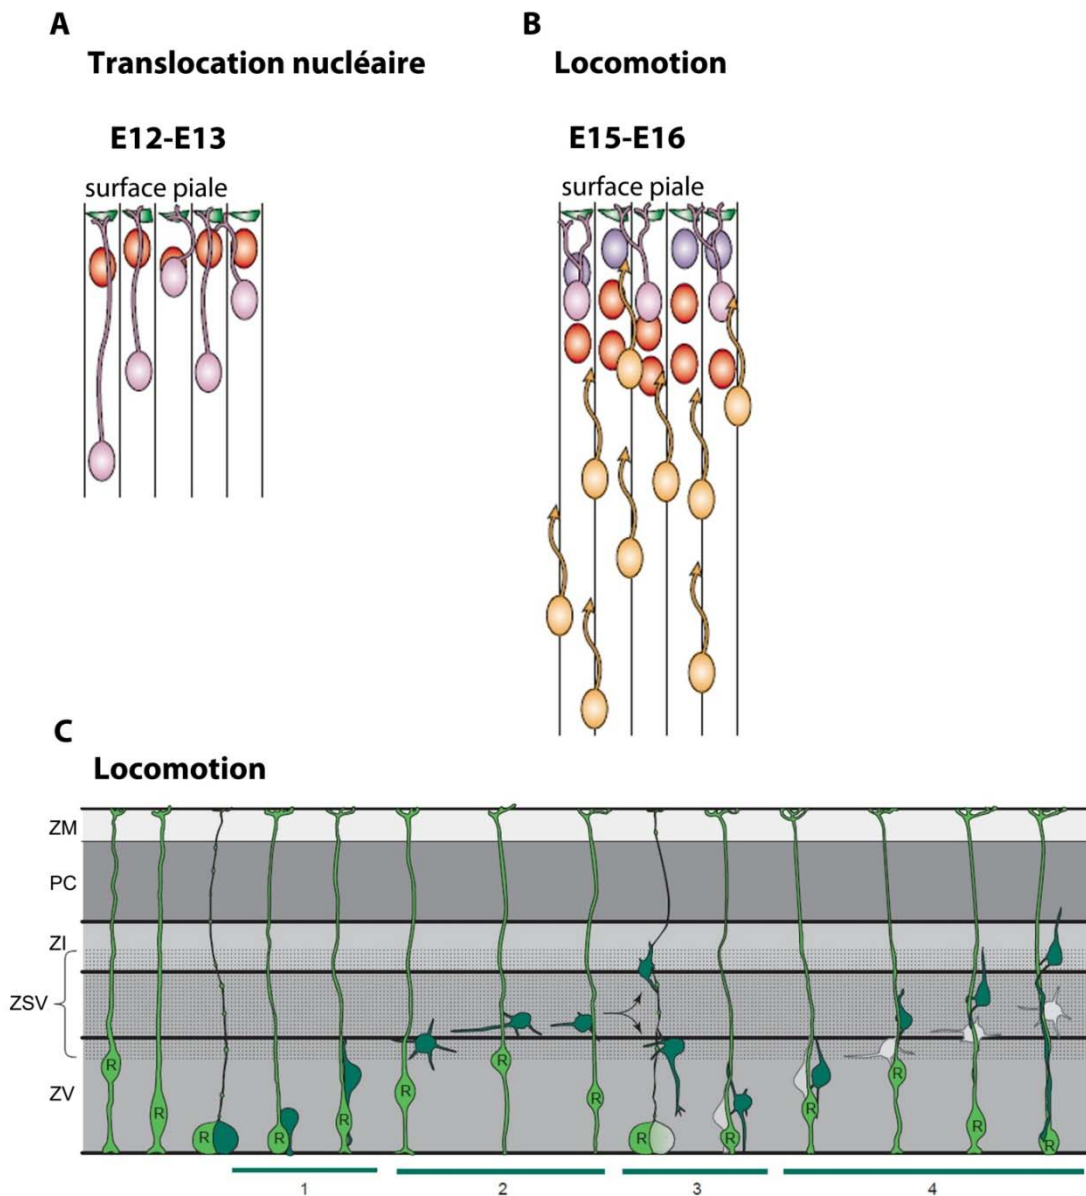 A
Translocation nucléaire
E12-E13
surface piale
B
Locomotion
E15-E16
surface piale
C
Locomotion
ZM
PC
ZI
ZSV
ZV
R
R
R
R
R
R
R
R
R
R
R
R
R
R
1
2
3
4